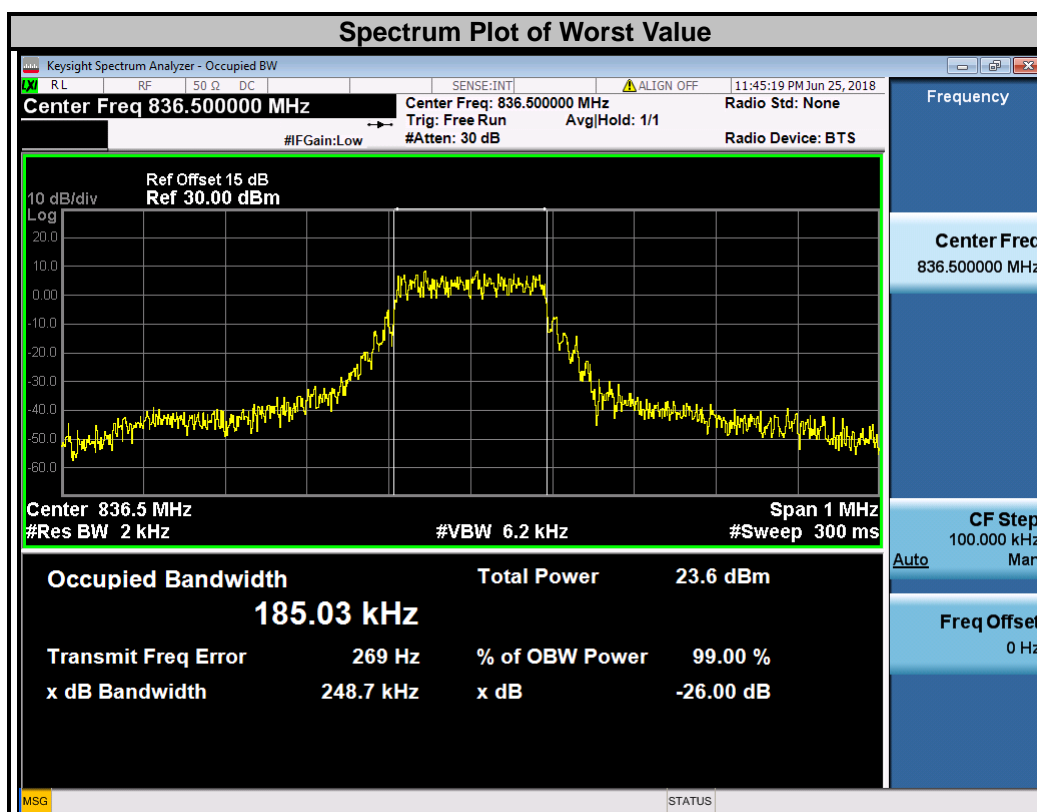 Spectrum Plot of Worst Value
Keysight Spectrum Analyzer - Occupied BW
LXI RL RF 50 Ω DC SENSE:INT ALIGN OFF 11:45:19 PM Jun 25, 2018
Center Freq 836.500000 MHz
Center Freq: 836.500000 MHz Radio Std: None
Trig: Free Run Avg|Hold: 1/1
#IFGain:Low #Atten: 30 dB Radio Device: BTS
Ref Offset 15 dB
10 dB/div Ref 30.00 dBm
Log
20.0
10.0
0.00
-10.0
-20.0
-30.0
-40.0
-50.0
-60.0
Center 836.5 MHz Span 1 MHz
#Res BW 2 kHz #VBW 6.2 kHz #Sweep 300 ms
Occupied Bandwidth Total Power 23.6 dBm
185.03 kHz
Transmit Freq Error 269 Hz % of OBW Power 99.00 %
x dB Bandwidth 248.7 kHz x dB -26.00 dB
Frequency
Center Freq
836.500000 MHz
CF Step
100.000 kHz
Auto Man
Freq Offset
0 Hz
MSG STATUS